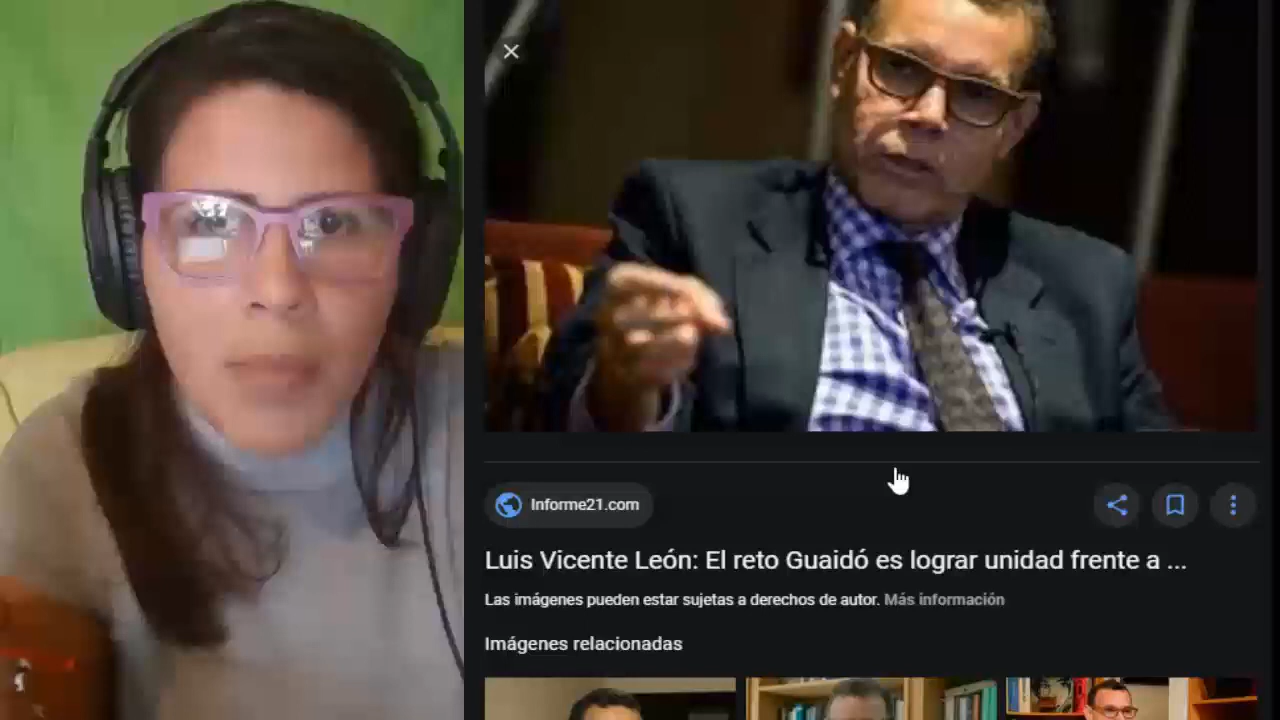 Informe21.com
Luis Vicente León: El reto Guaidó es lograr unidad frente a ...
Las imágenes pueden estar sujetas a derechos de autor. Más información
Imágenes relacionadas